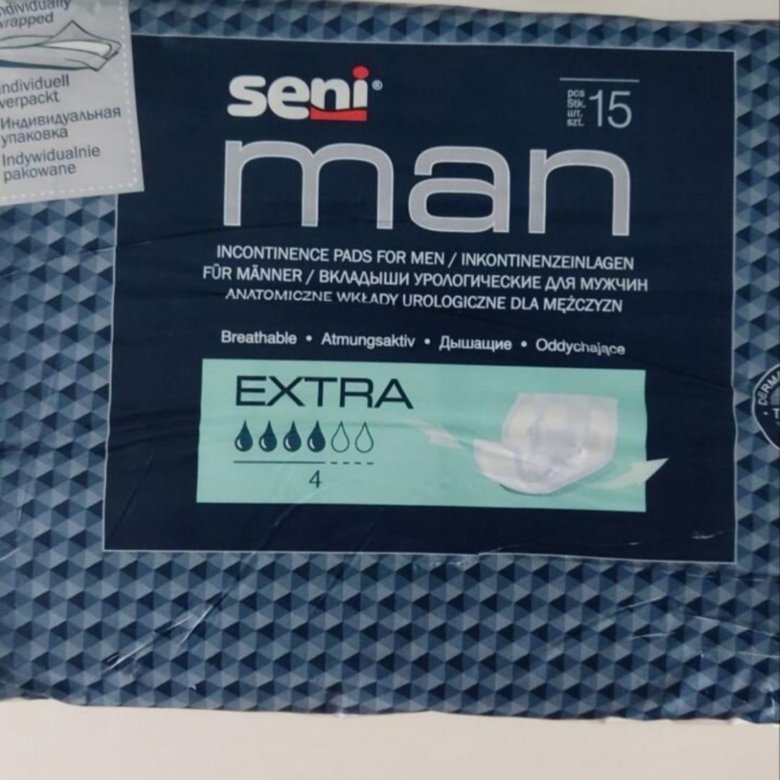 individually
wrapped
individuell
verpackt
Индивидуальная
упаковка
Indywidualnie
pakowane
seni®
pcs
Stk.
шт.
szt.
15
man
INCONTINENCE PADS FOR MEN / INKONTINENZEINLAGEN
FÜR MÄNNER / ВКЛАДЫШИ УРОЛОГИЧЕСКИЕ ДЛЯ МУЖЧИН
ANATOMICZNE WKŁADY UROLOGICZNE DLA MĘŻCZYZN
Breathable • Atmungsaktiv • Дышащие • Oddychające
EXTRA
4